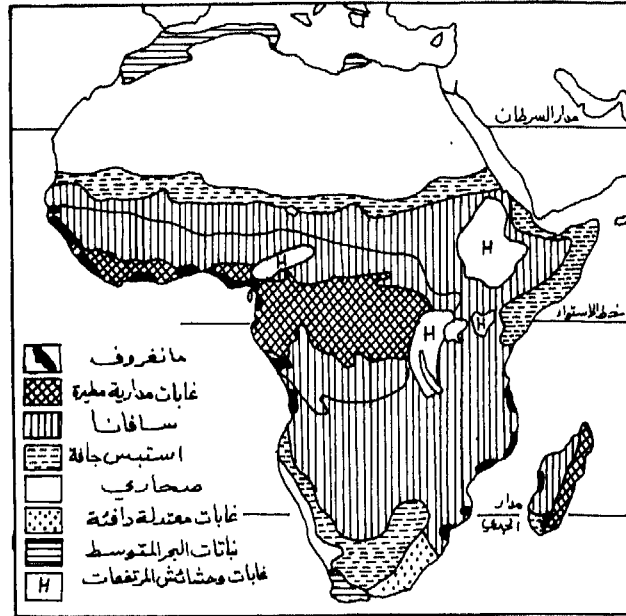 مدار السرطان
H
H
خط الاستواء
H
H
مانغروف
غابات مدارية مطيرة
سافانا
استبس جافة
صحاري
مدار الجدي
غابات معتدلة دافئة
نباتات البحر المتوسط
H غابات وحشائش المرتفعات